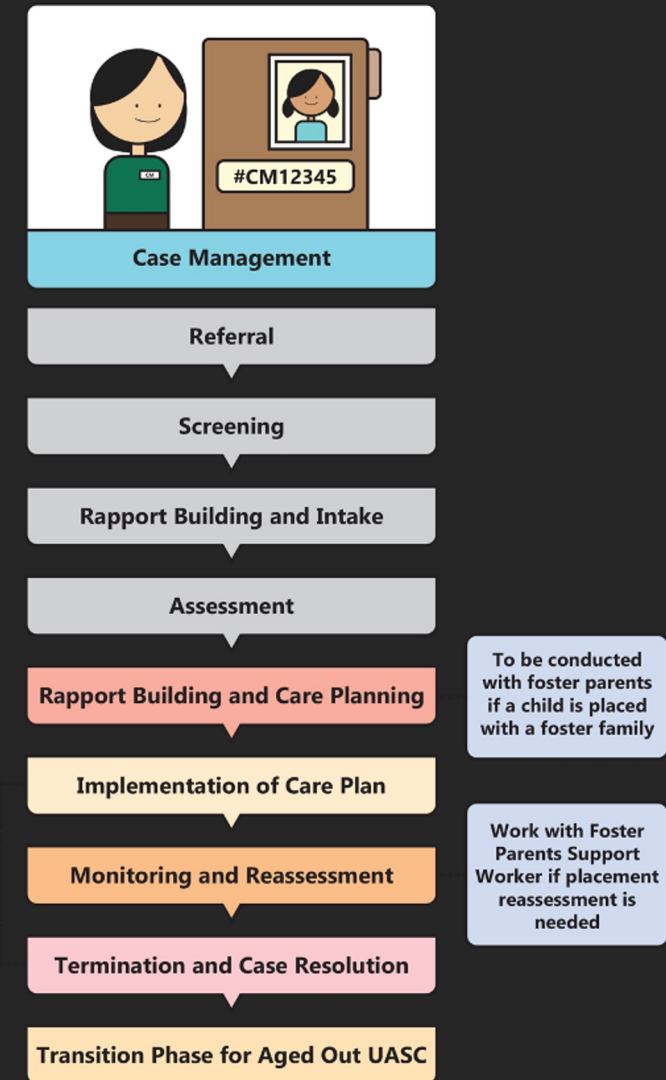 CM
#CM12345
Case Management
Referral
Screening
Rapport Building and Intake
Assessment
Rapport Building and Care Planning
To be conducted
with foster parents
if a child is placed
with a foster family
Implementation of Care Plan
Monitoring and Reassessment
Work with Foster
Parents Support
Worker if placement
reassessment is
needed
Termination and Case Resolution
Transition Phase for Aged Out UASC